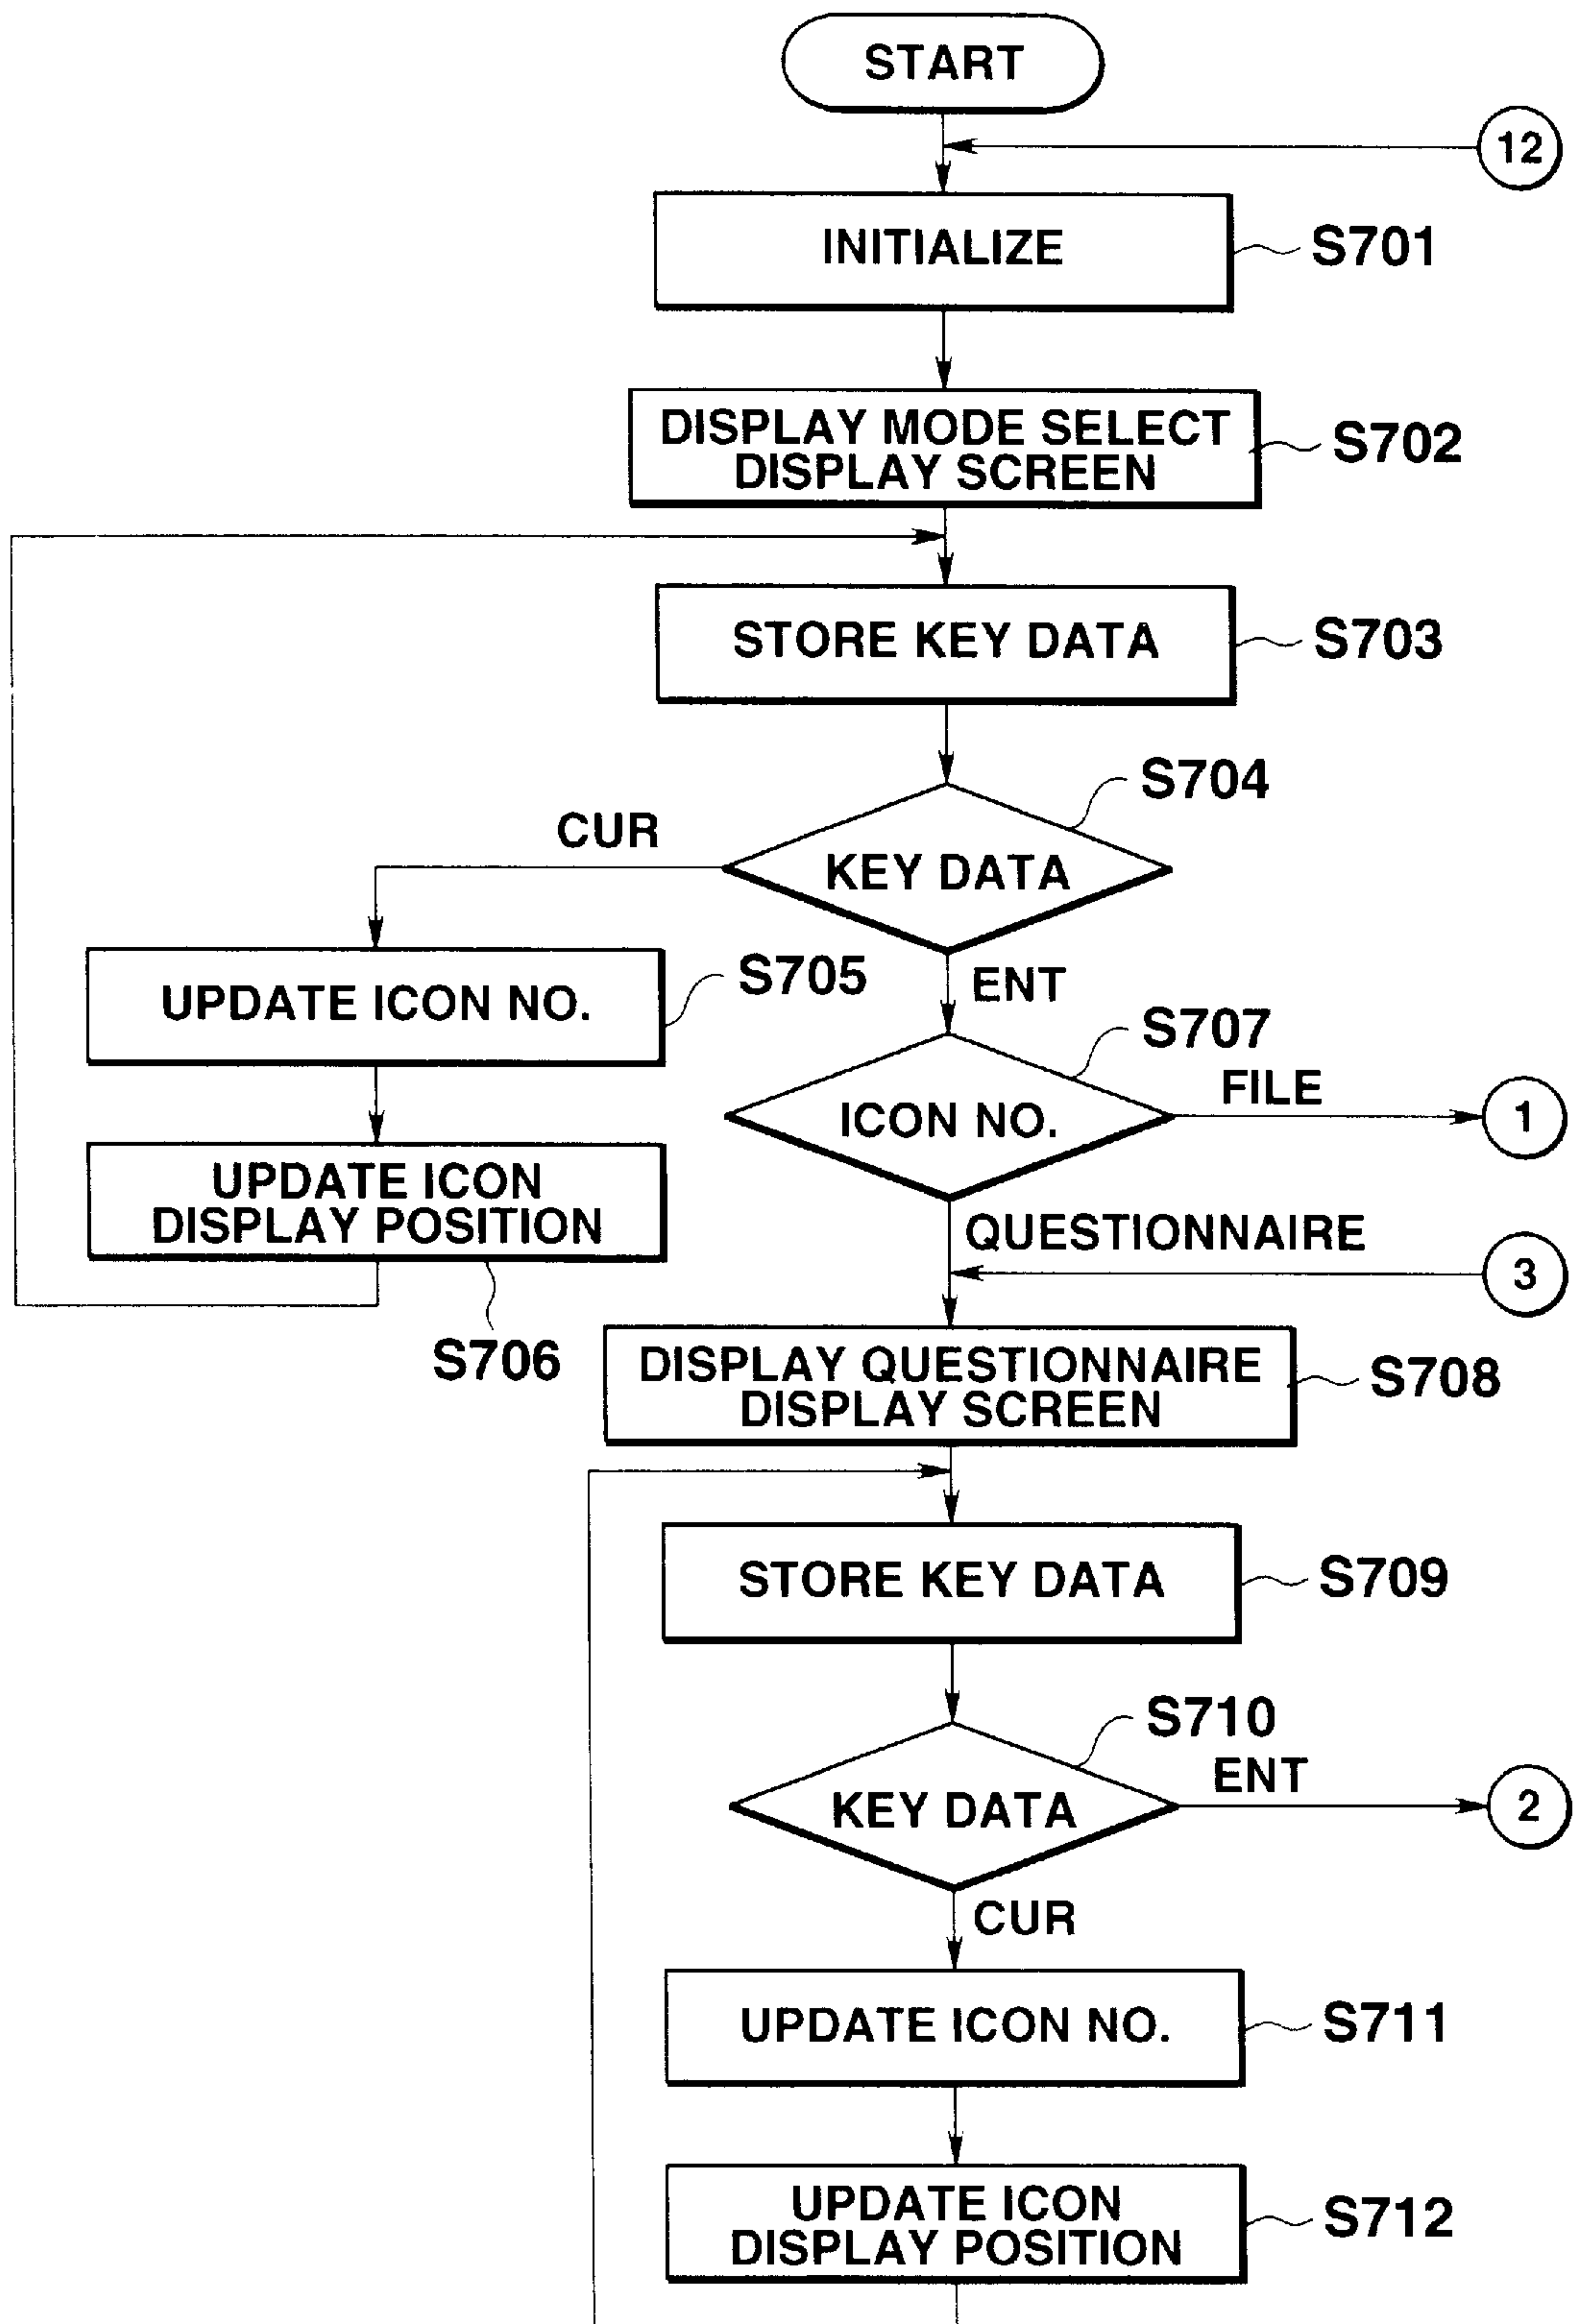 START
12
INITIALIZE
S701
DISPLAY MODE SELECT
DISPLAY SCREEN
S702
STORE KEY DATA
S703
S704
CUR
KEY DATA
UPDATE ICON NO.
S705
ENT
S707
FILE
ICON NO.
1
UPDATE ICON
DISPLAY POSITION
S706
QUESTIONNAIRE
3
DISPLAY QUESTIONNAIRE
DISPLAY SCREEN
S708
STORE KEY DATA
S709
S710
ENT
KEY DATA
2
CUR
UPDATE ICON NO.
S711
UPDATE ICON
DISPLAY POSITION
S712